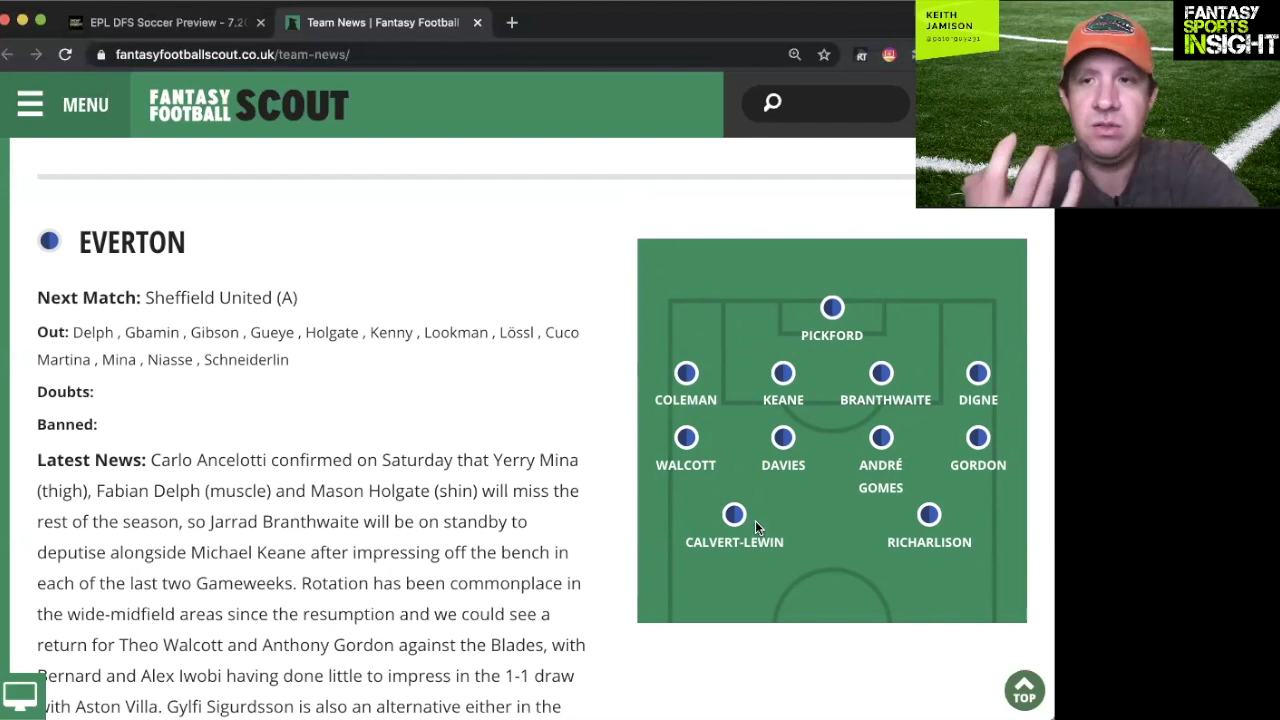 EPL DFS Soccer Preview - 7.20
Team News | Fantasy Football
KEITH
JAMISON
FANTASY
SPORTS
INSIGHT
fantasyfootballscout.co.uk/team-news/
MENU
FANTASY
FOOTBALL
SCOUT
EVERTON
Next Match: Sheffield United (A)
Out: Delph , Gbamin , Gibson , Gueye , Holgate , Kenny , Lookman , Lössl , Cuco
Martina , Mina , Niasse , Schneiderlin
Doubts:
Banned:
Latest News: Carlo Ancelotti confirmed on Saturday that Yerry Mina
(thigh), Fabian Delph (muscle) and Mason Holgate (shin) will miss the
rest of the season, so Jarrad Branthwaite will be on standby to
deputise alongside Michael Keane after impressing off the bench in
each of the last two Gameweeks. Rotation has been commonplace in
the wide-midfield areas since the resumption and we could see a
return for Theo Walcott and Anthony Gordon against the Blades, with
Bernard and Alex Iwobi having done little to impress in the 1-1 draw
with Aston Villa. Gylfi Sigurdsson is also an alternative either in the
PICKFORD
COLEMAN KEANE BRANTHWAITE DIGNE
WALCOTT DAVIES ANDRÉ GORDON
GOMES
CALVERT-LEWIN RICHARLISON
TOP